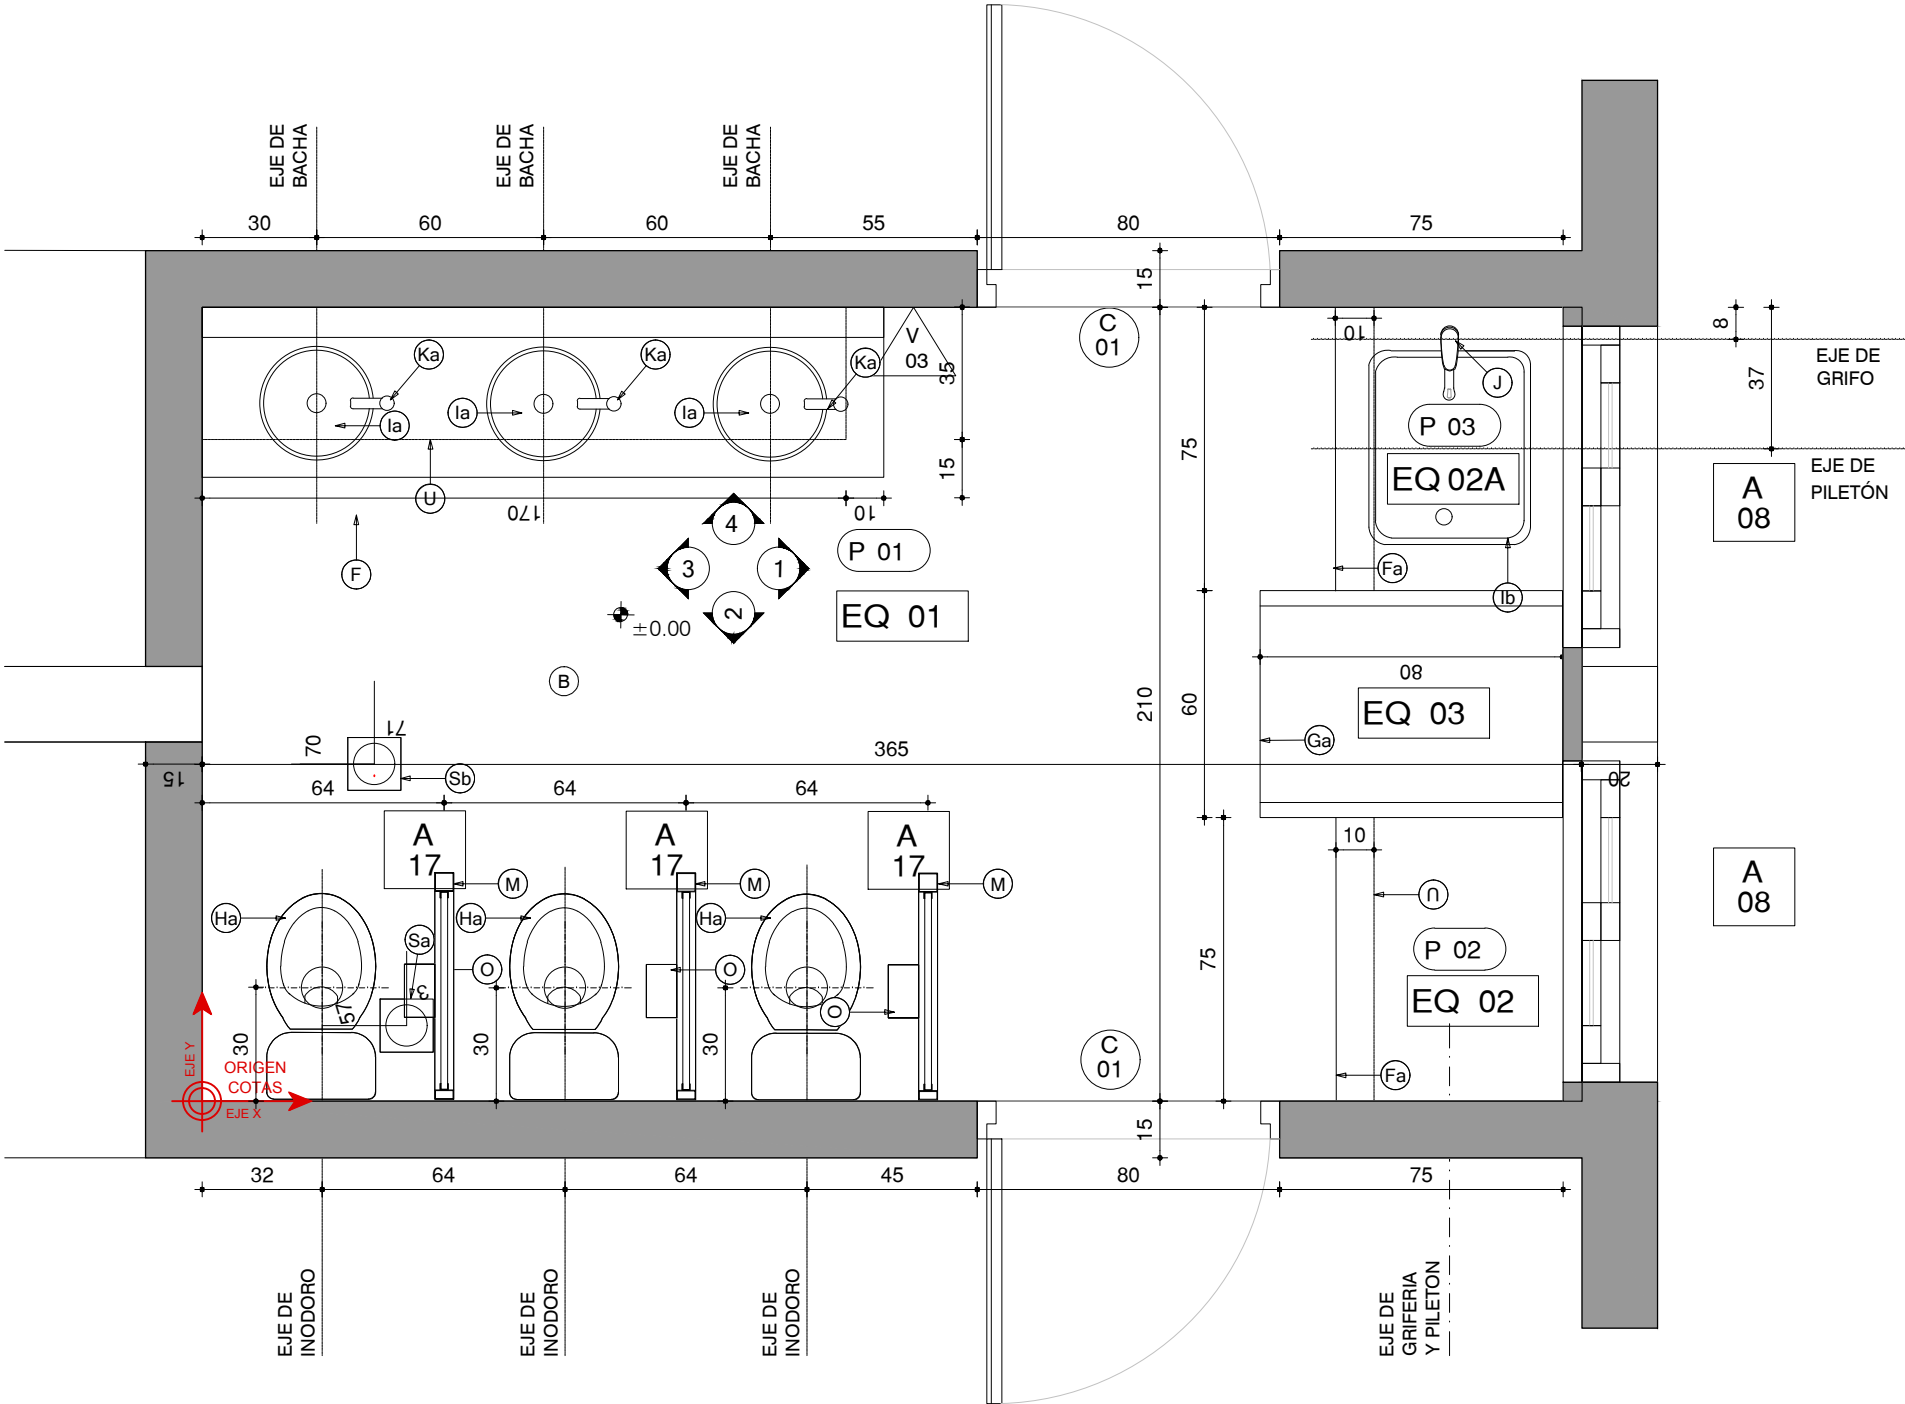 EJE DE
BACHA
EJE DE
BACHA
EJE DE
BACHA
30
60
60
55
80
75
15
C
01
V
03
Ka
Ka
Ka
Ia
Ia
Ia
U
35
15
170
10
10
J
8
37
EJE DE
GRIFO
P 03
EQ 02A
EJE DE
PILETÓN
A
08
75
F
4
3
1
2
P 01
EQ 01
±0.00
Fa
Ib
B
80
EQ 03
Ga
210
60
70
71
Sb
15
365
20
64
64
64
A
17
A
17
A
17
M
M
M
10
U
A
08
Ha
Ha
Ha
Sa
O
O
O
3
57
30
30
30
75
P 02
EQ 02
Fa
C
01
EJE Y
ORIGEN
COTAS
EJE X
15
32
64
64
45
80
75
EJE DE
INODORO
EJE DE
INODORO
EJE DE
INODORO
EJE DE
GRIFERIA
Y PILETON